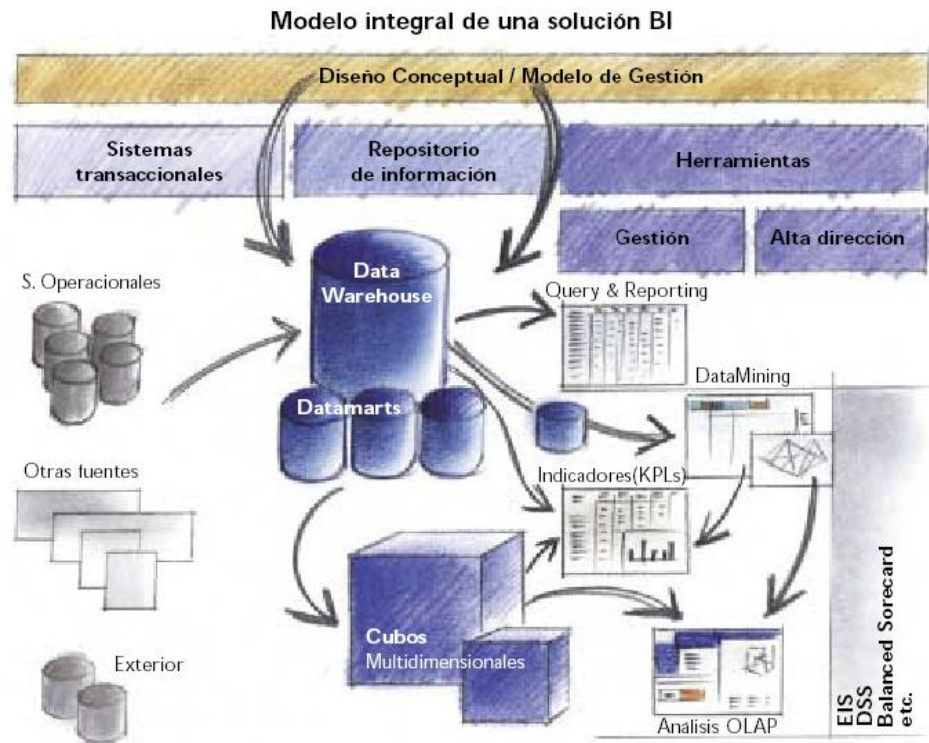 Modelo integral de una solución BI
Diseño Conceptual / Modelo de Gestión
Sistemas
transaccionales
Repositorio
de información
Herramientas
Gestión
Alta dirección
S. Operacionales
Data
Warehouse
Query & Reporting
DataMining
Datamarts
Otras fuentes
Indicadores(KPLs)
Cubos
Multidimensionales
Exterior
Análisis OLAP
EIS
DSS
Balanced Sorecard
etc.